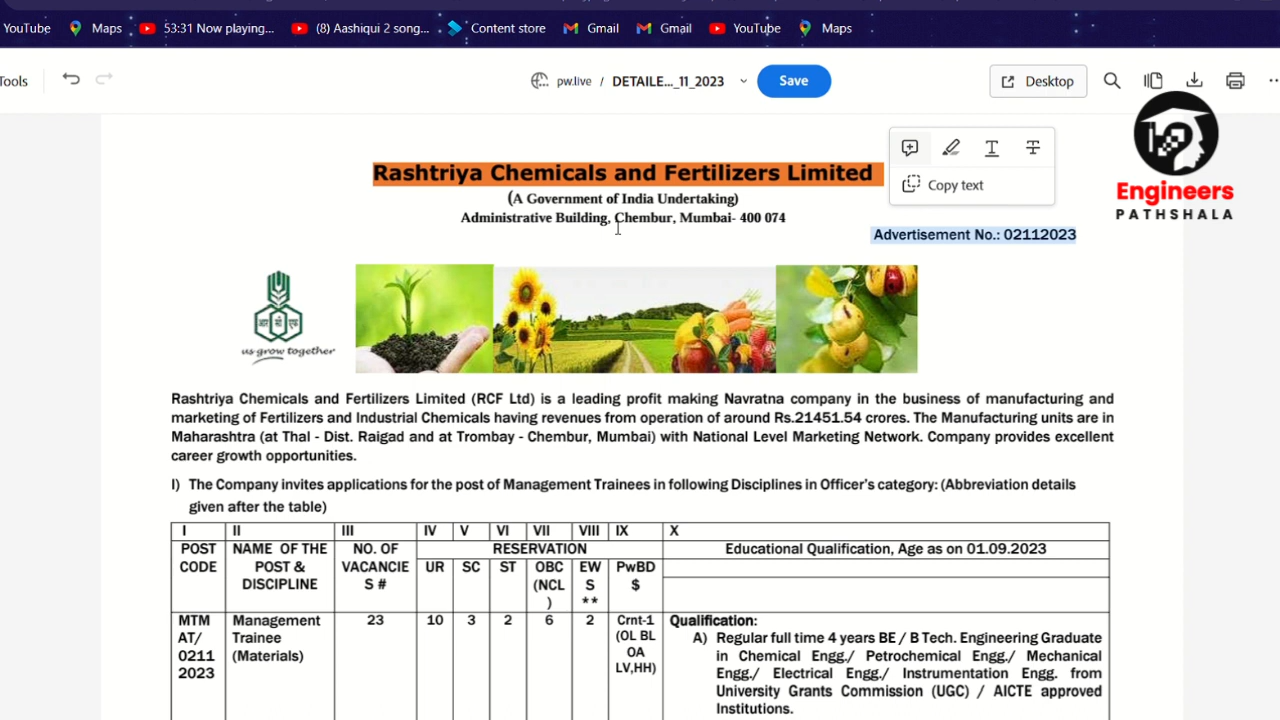 YouTube Maps 53:31 Now playing... (8) Aashiqui 2 song... Content store Gmail Gmail YouTube Maps
Tools pw.live / DETAILE..._11_2023 Save Desktop
Copy text
Engineers
PATHSHALA
Rashtriya Chemicals and Fertilizers Limited
(A Government of India Undertaking)
Administrative Building, Chembur, Mumbai- 400 074
Advertisement No.: 02112023
आर सी एफ
us grow together
Rashtriya Chemicals and Fertilizers Limited (RCF Ltd) is a leading profit making Navratna company in the business of manufacturing and
marketing of Fertilizers and Industrial Chemicals having revenues from operation of around Rs.21451.54 crores. The Manufacturing units are in
Maharashtra (at Thal - Dist. Raigad and at Trombay - Chembur, Mumbai) with National Level Marketing Network. Company provides excellent
career growth opportunities.
I) The Company invites applications for the post of Management Trainees in following Disciplines in Officer's category: (Abbreviation details
given after the table)
I II III IV V VI VII VIII IX X
POST NAME OF THE NO. OF RESERVATION Educational Qualification, Age as on 01.09.2023
CODE POST & VACANCIE UR SC ST OBC EW PwBD
DISCIPLINE S # (NCL S $
) **
MTM Management 23 10 3 2 6 2 Crnt-1 Qualification:
AT/ Trainee (OL BL A) Regular full time 4 years BE / B Tech. Engineering Graduate
0211 (Materials) OA in Chemical Engg./ Petrochemical Engg./ Mechanical
2023 LV,HH) Engg./ Electrical Engg./ Instrumentation Engg. from
University Grants Commission (UGC) / AICTE approved
Institutions.